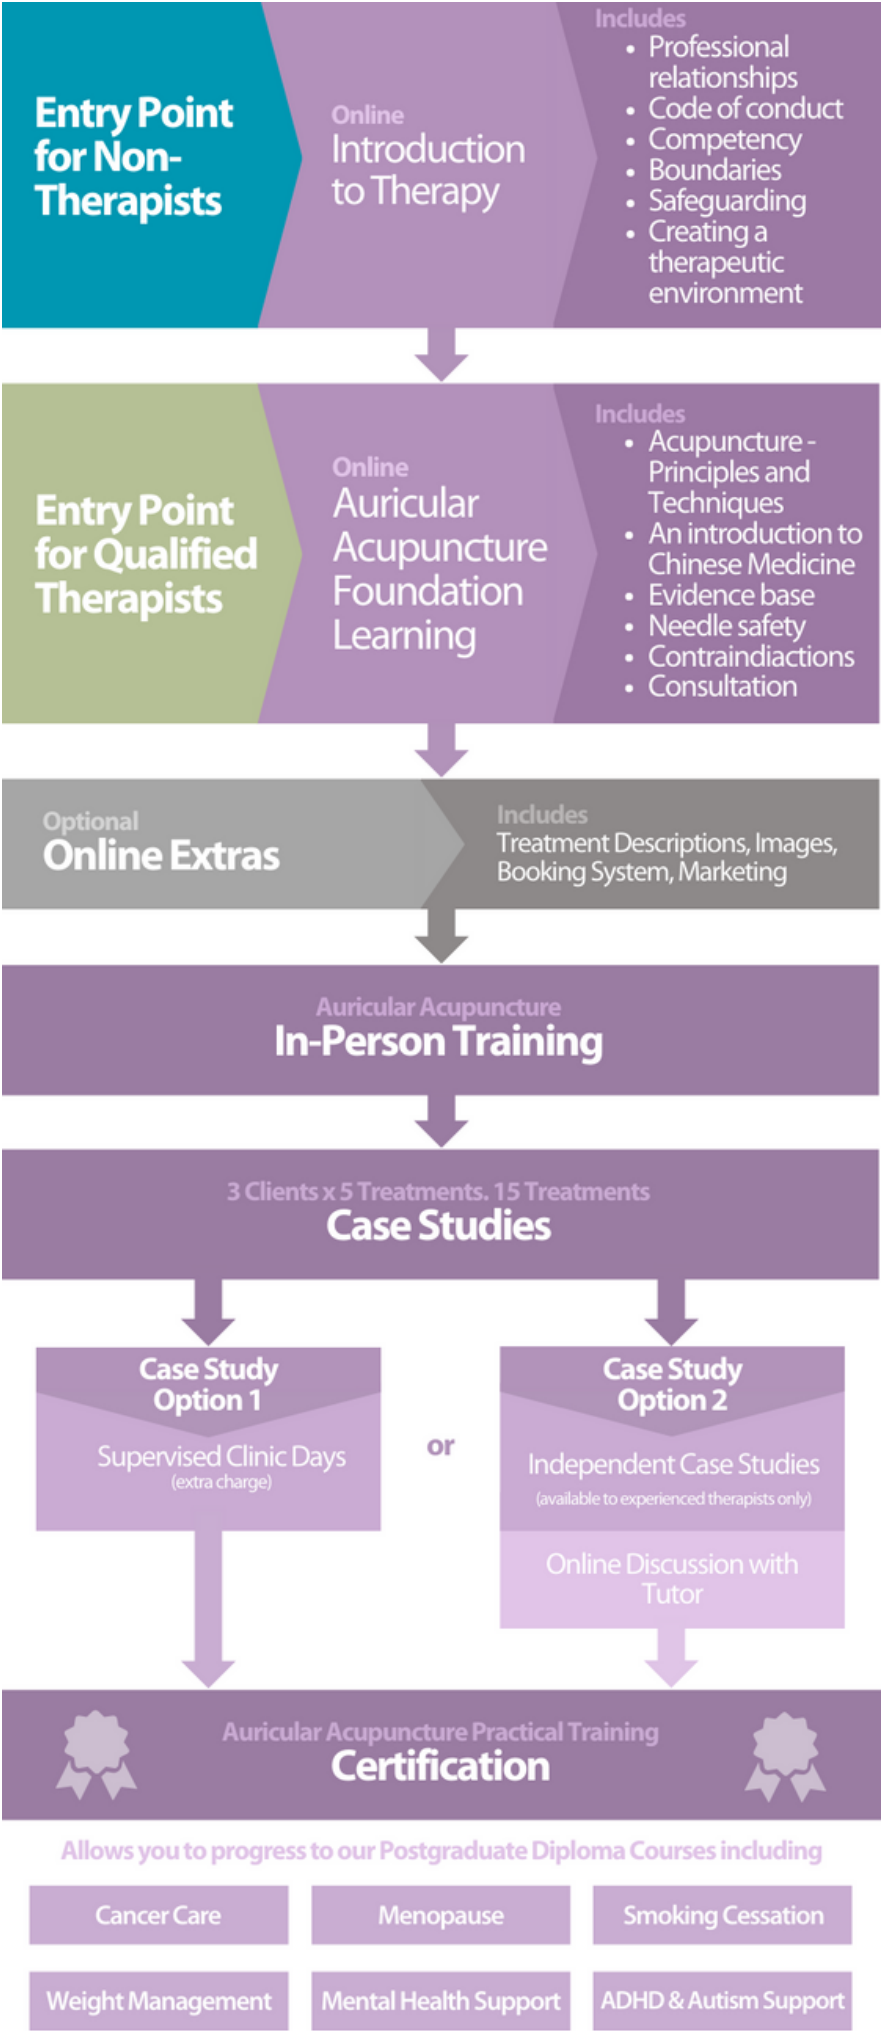 Entry Point
for Non-
Therapists
Online
Introduction
to Therapy
Includes
• Professional
relationships
• Code of conduct
• Competency
• Boundaries
• Safeguarding
• Creating a
therapeutic
environment
Entry Point
for Qualified
Therapists
Online
Auricular
Acupuncture
Foundation
Learning
Includes
• Acupuncture -
Principles and
Techniques
• An introduction to
Chinese Medicine
• Evidence base
• Needle safety
• Contraindiactions
• Consultation
Optional
Online Extras
Includes
Treatment Descriptions, Images,
Booking System, Marketing
Auricular Acupuncture
In-Person Training
3 Clients x 5 Treatments. 15 Treatments
Case Studies
Case Study
Option 1
Supervised Clinic Days
(extra charge)
or
Case Study
Option 2
Independent Case Studies
(available to experienced therapists only)
Online Discussion with
Tutor
Auricular Acupuncture Practical Training
Certification
Allows you to progress to our Postgraduate Diploma Courses including
Cancer Care
Menopause
Smoking Cessation
Weight Management
Mental Health Support
ADHD & Autism Support